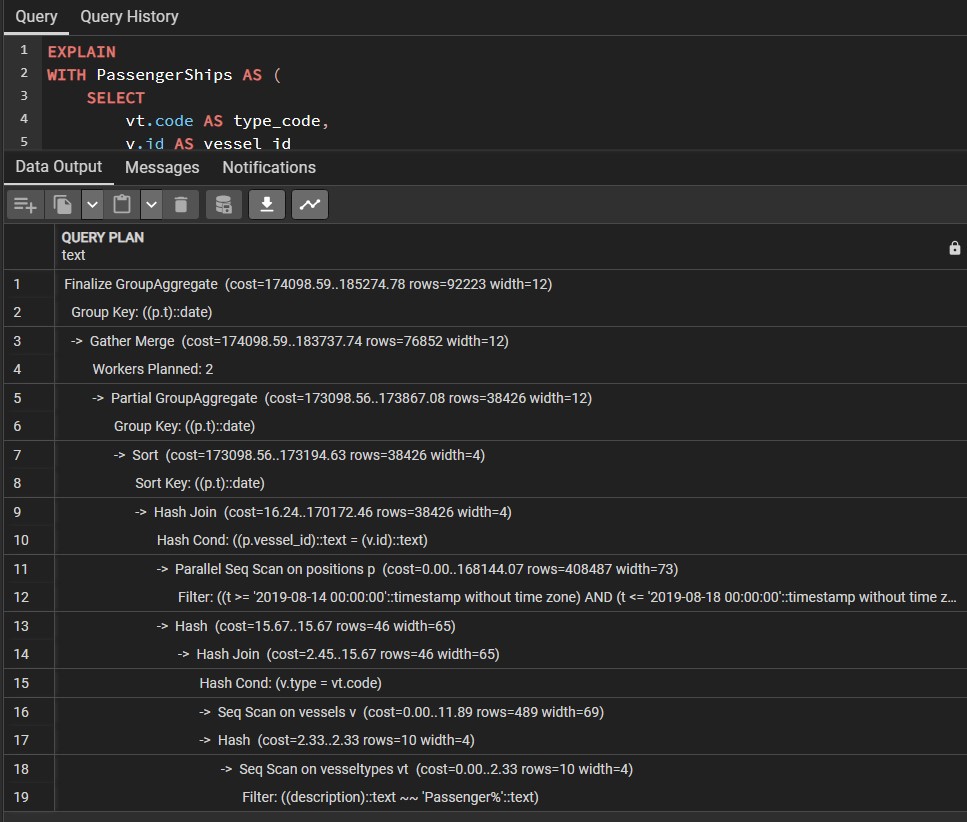 Query Query History
1 EXPLAIN
2 WITH PassengerShips AS (
3 SELECT
4 vt.code AS type_code,
5 v.id AS vessel_id
Data Output Messages Notifications
QUERY PLAN
text
1 Finalize GroupAggregate (cost=174098.59..185274.78 rows=92223 width=12)
2 Group Key: ((p.t)::date)
3 -> Gather Merge (cost=174098.59..183737.74 rows=76852 width=12)
4 Workers Planned: 2
5 -> Partial GroupAggregate (cost=173098.56..173867.08 rows=38426 width=12)
6 Group Key: ((p.t)::date)
7 -> Sort (cost=173098.56..173194.63 rows=38426 width=4)
8 Sort Key: ((p.t)::date)
9 -> Hash Join (cost=16.24..170172.46 rows=38426 width=4)
10 Hash Cond: ((p.vessel_id)::text = (v.id)::text)
11 -> Parallel Seq Scan on positions p (cost=0.00..168144.07 rows=408487 width=73)
12 Filter: ((t >= '2019-08-14 00:00:00'::timestamp without time zone) AND (t <= '2019-08-18 00:00:00'::timestamp without time z...
13 -> Hash (cost=15.67..15.67 rows=46 width=65)
14 -> Hash Join (cost=2.45..15.67 rows=46 width=65)
15 Hash Cond: (v.type = vt.code)
16 -> Seq Scan on vessels v (cost=0.00..11.89 rows=489 width=69)
17 -> Hash (cost=2.33..2.33 rows=10 width=4)
18 -> Seq Scan on vesseltypes vt (cost=0.00..2.33 rows=10 width=4)
19 Filter: ((description)::text ~~ 'Passenger%'::text)